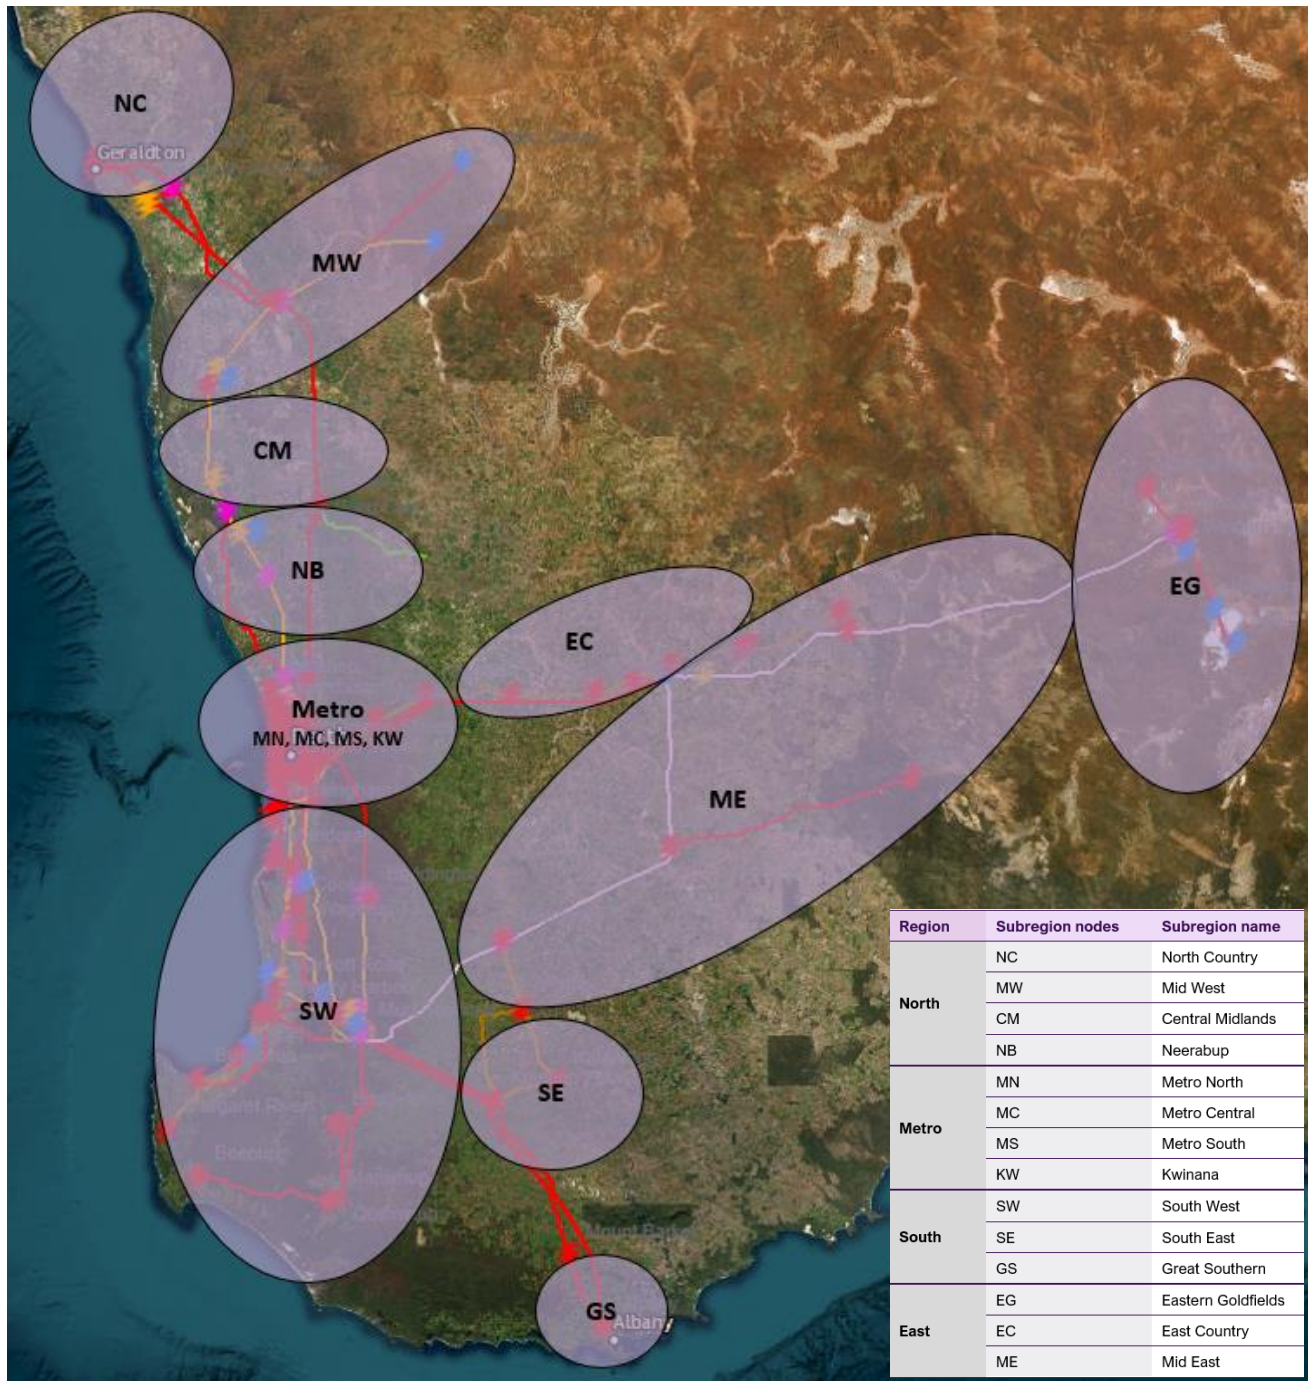 NC
Geraldton
MW
CM
NB
EC
EG
Metro
MN, MC, MS, KW
ME
SW
SE
Mount Barker
GS
Albany
Region Subregion nodes Subregion name
North
NC North Country
MW Mid West
CM Central Midlands
NB Neerabup
Metro
MN Metro North
MC Metro Central
MS Metro South
KW Kwinana
South
SW South West
SE South East
GS Great Southern
East
EG Eastern Goldfields
EC East Country
ME Mid East